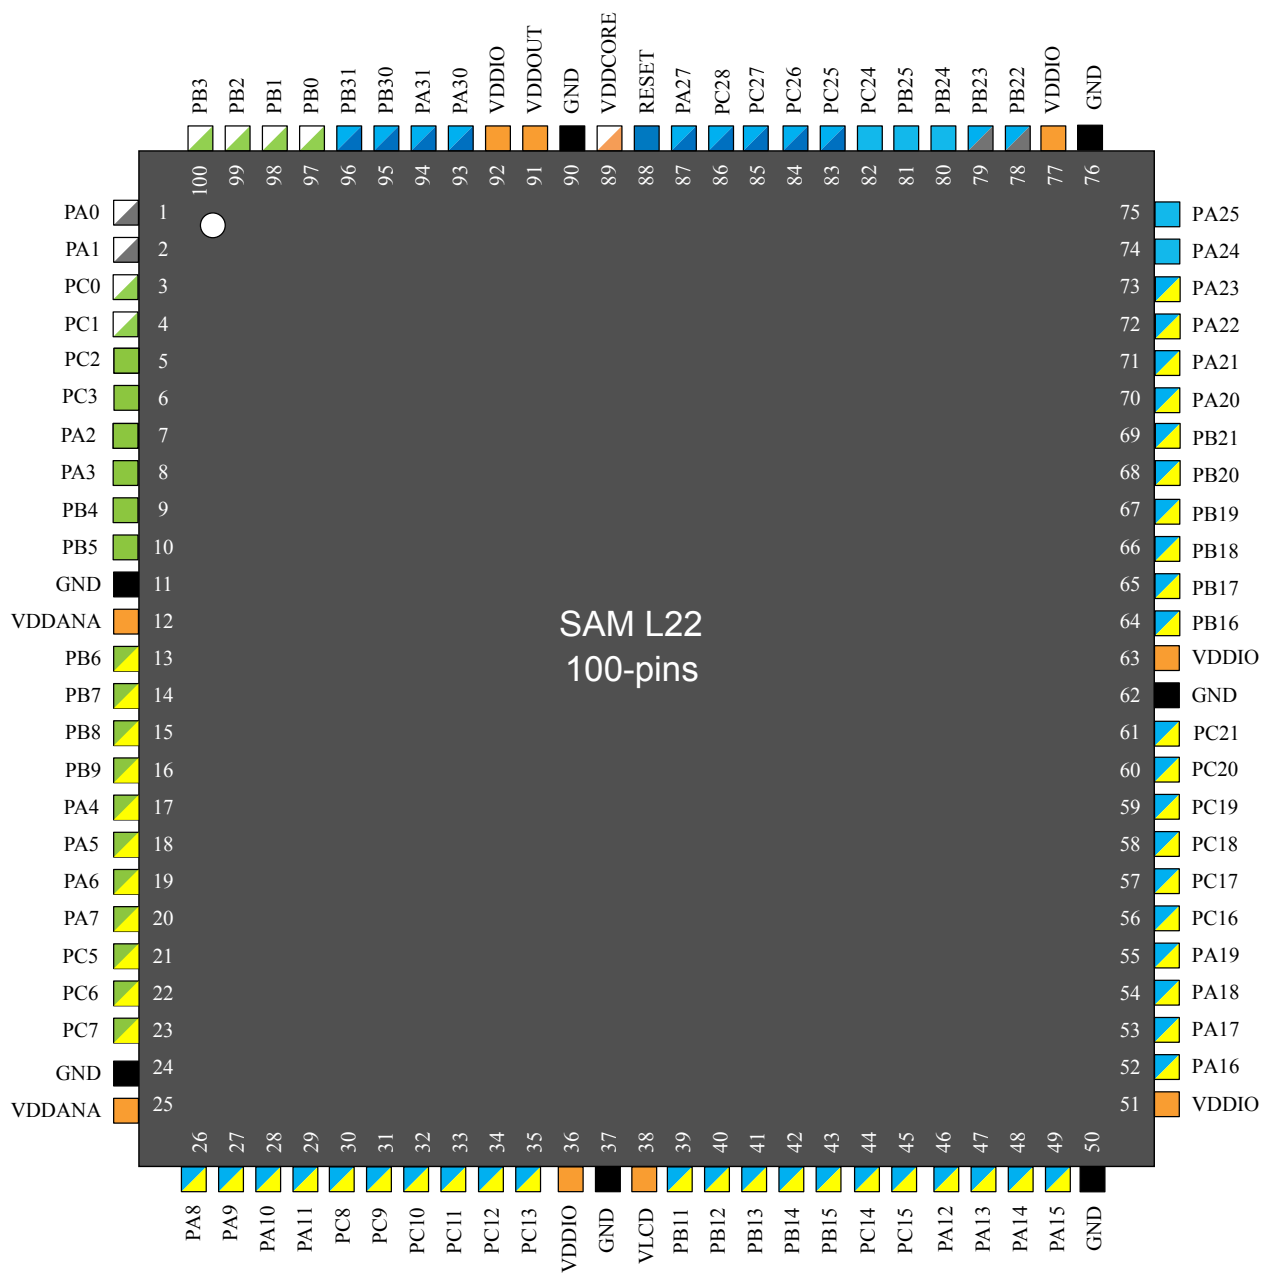 PB3 PB2 PB1 PB0 PB31 PB30 PA31 PA30 VDDIO VDDOUT GND VDDCORE RESET PA27 PC28 PC27 PC26 PC25 PC24 PB25 PB24 PB23 PB22 VDDIO GND
100 99 98 97 96 95 94 93 92 91 90 89 88 87 86 85 84 83 82 81 80 79 78 77 76
PA0 1 75 PA25
PA1 2 74 PA24
PC0 3 73 PA23
PC1 4 72 PA22
PC2 5 71 PA21
PC3 6 70 PA20
PA2 7 69 PB21
PA3 8 68 PB20
PB4 9 67 PB19
PB5 10 66 PB18
GND 11 65 PB17
VDDANA 12 64 PB16
SAM L22
PB6 13 63 VDDIO
100-pins
PB7 14 62 GND
PB8 15 61 PC21
PB9 16 60 PC20
PA4 17 59 PC19
PA5 18 58 PC18
PA6 19 57 PC17
PA7 20 56 PC16
PC5 21 55 PA19
PC6 22 54 PA18
PC7 23 53 PA17
GND 24 52 PA16
VDDANA 25 51 VDDIO
26 27 28 29 30 31 32 33 34 35 36 37 38 39 40 41 42 43 44 45 46 47 48 49 50
PA8 PA9 PA10 PA11 PC8 PC9 PC10 PC11 PC12 PC13 VDDIO GND VLCD PB11 PB12 PB13 PB14 PB15 PC14 PC15 PA12 PA13 PA14 PA15 GND